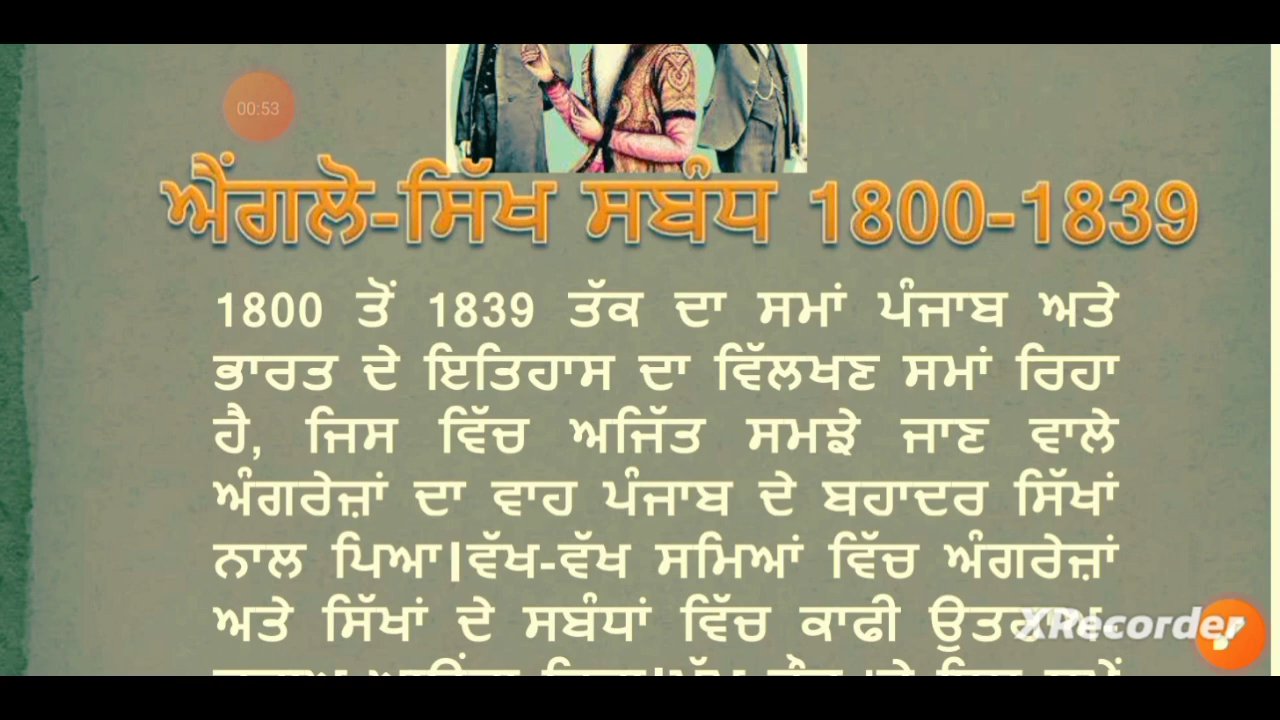 00:53
ਐਂਗਲੋ-ਸਿੱਖ ਸਬੰਧ 1800-1839
1800 ਤੋਂ 1839 ਤੱਕ ਦਾ ਸਮਾਂ ਪੰਜਾਬ ਅਤੇ
ਭਾਰਤ ਦੇ ਇਤਿਹਾਸ ਦਾ ਵਿੱਲਖਣ ਸਮਾਂ ਰਿਹਾ
ਹੈ, ਜਿਸ ਵਿੱਚ ਅਜਿੱਤ ਸਮਝੇ ਜਾਣ ਵਾਲੇ
ਅੰਗਰੇਜ਼ਾਂ ਦਾ ਵਾਹ ਪੰਜਾਬ ਦੇ ਬਹਾਦਰ ਸਿੱਖਾਂ
ਨਾਲ ਪਿਆ।ਵੱਖ-ਵੱਖ ਸਮਿਆਂ ਵਿੱਚ ਅੰਗਰੇਜ਼ਾਂ
ਅਤੇ ਸਿੱਖਾਂ ਦੇ ਸਬੰਧਾਂ ਵਿੱਚ ਕਾਫੀ
XRecorder